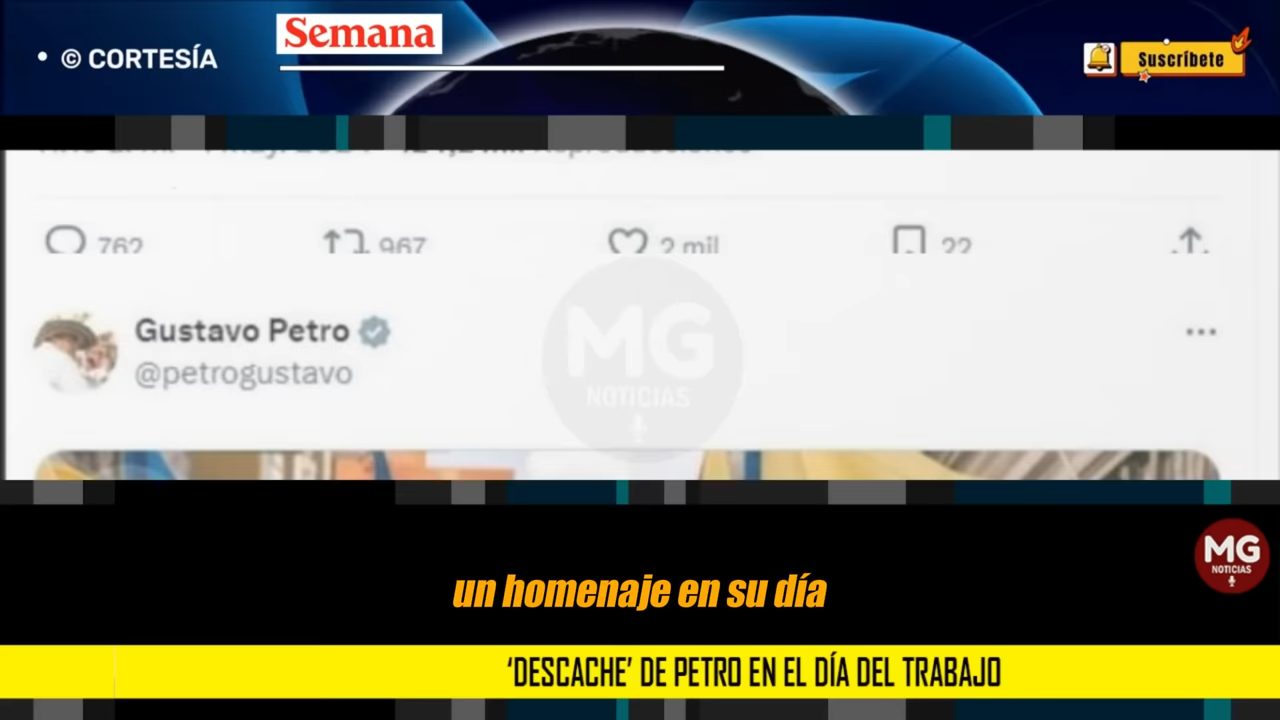 • © CORTESÍA
Semana
Suscríbete
762
967
2 mil
22
Gustavo Petro
@petrogustavo
MG
NOTICIAS
un homenaje en su día
MG
NOTICIAS
‘DESCACHE’ DE PETRO EN EL DÍA DEL TRABAJO